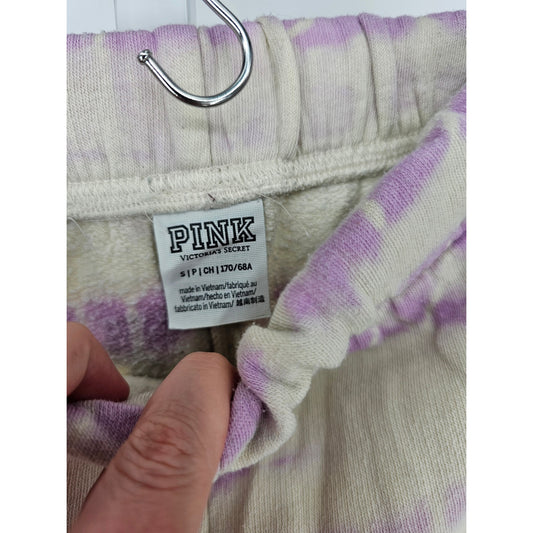 PINK
VICTORIA'S SECRET
S | P | CH | 170/68A
made in Vietnam/fabriqué au
Vietnam/hecho en Vietnam/
fabbricato in Vietnam/ 越南制造